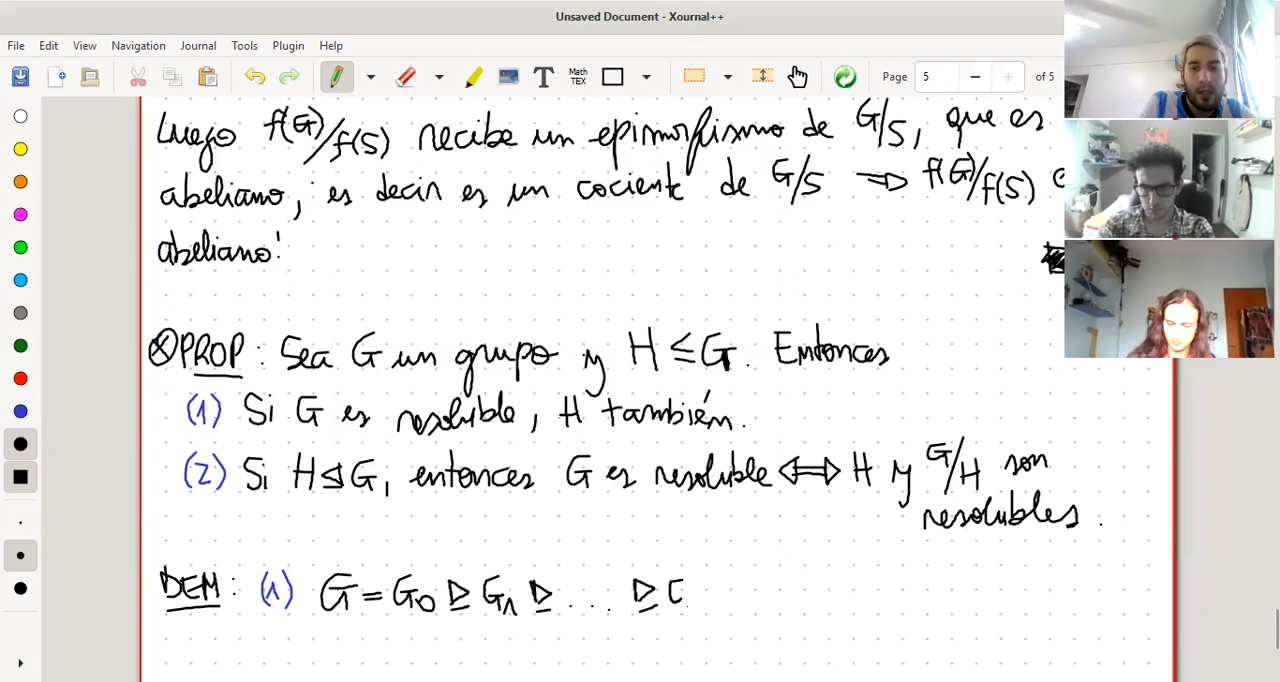 Unsaved Document - Xournal++
File Edit View Navigation Journal Tools Plugin Help
Math TEX Page 5 of 5
Luego f(G)/f(S) recibe un epimorfismo de G/S, que es
abeliano, es decir es un cociente de G/S ⟹ f(G)/f(S) e
abeliano!
⊗ PROP: Sea G un grupo y H ≤ G. Entonces
(1) Si G es resoluble, H también.
(2) Si H ⊴ G, entonces G es resoluble ⟺ H y G/H son
resolubles.
DEM: (1) G = G₀ ⊵ G₁ ⊵ ... ⊵